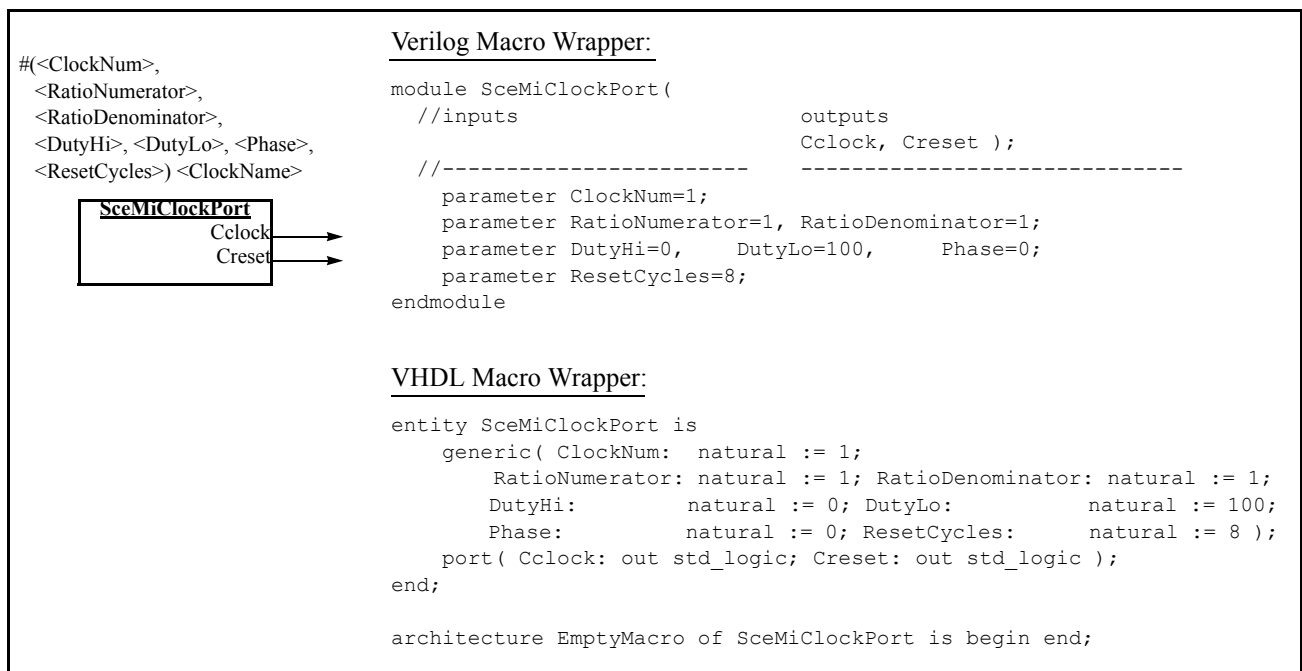 #(<ClockNum>,
<RatioNumerator>,
<RatioDenominator>,
<DutyHi>, <DutyLo>, <Phase>,
<ResetCycles>) <ClockName>
SceMiClockPort
Cclock
Creset
Verilog Macro Wrapper:
module SceMiClockPort(
//inputs outputs
Cclock, Creset );
//------------------------ ------------------------------
parameter ClockNum=1;
parameter RatioNumerator=1, RatioDenominator=1;
parameter DutyHi=0, DutyLo=100, Phase=0;
parameter ResetCycles=8;
endmodule
VHDL Macro Wrapper:
entity SceMiClockPort is
generic( ClockNum: natural := 1;
RatioNumerator: natural := 1; RatioDenominator: natural := 1;
DutyHi: natural := 0; DutyLo: natural := 100;
Phase: natural := 0; ResetCycles: natural := 8 );
port( Cclock: out std_logic; Creset: out std_logic );
end;
architecture EmptyMacro of SceMiClockPort is begin end;